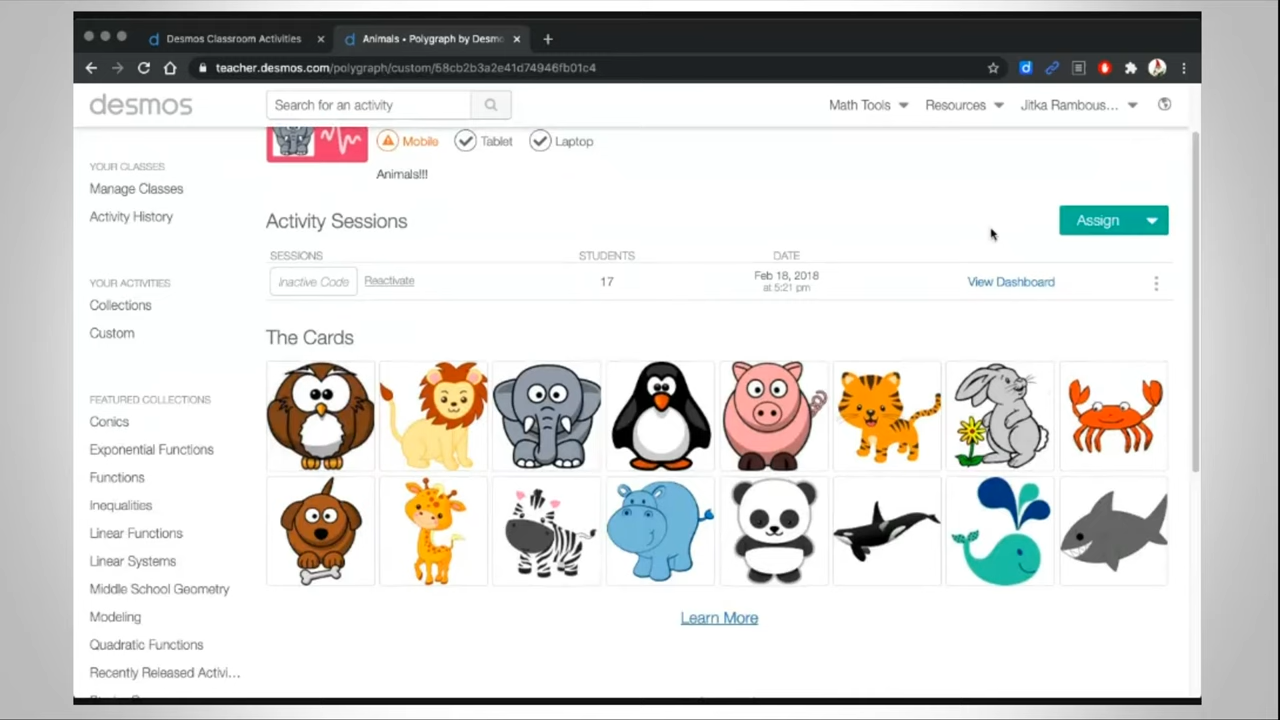 Desmos Classroom Activities
Animals • Polygraph by Desmo
teacher.desmos.com/polygraph/custom/58cb2b3a2e41d74946fb01c4
desmos
Search for an activity
Math Tools
Resources
Jitka Rambous...
Mobile
Tablet
Laptop
Animals!!!
YOUR CLASSES
Manage Classes
Activity History
YOUR ACTIVITIES
Collections
Custom
FEATURED COLLECTIONS
Conics
Exponential Functions
Functions
Inequalities
Linear Functions
Linear Systems
Middle School Geometry
Modeling
Quadratic Functions
Recently Released Activi...
Activity Sessions
Assign
SESSIONS
STUDENTS
DATE
Inactive Code
Reactivate
17
Feb 18, 2018
at 5:21 pm
View Dashboard
The Cards
Learn More